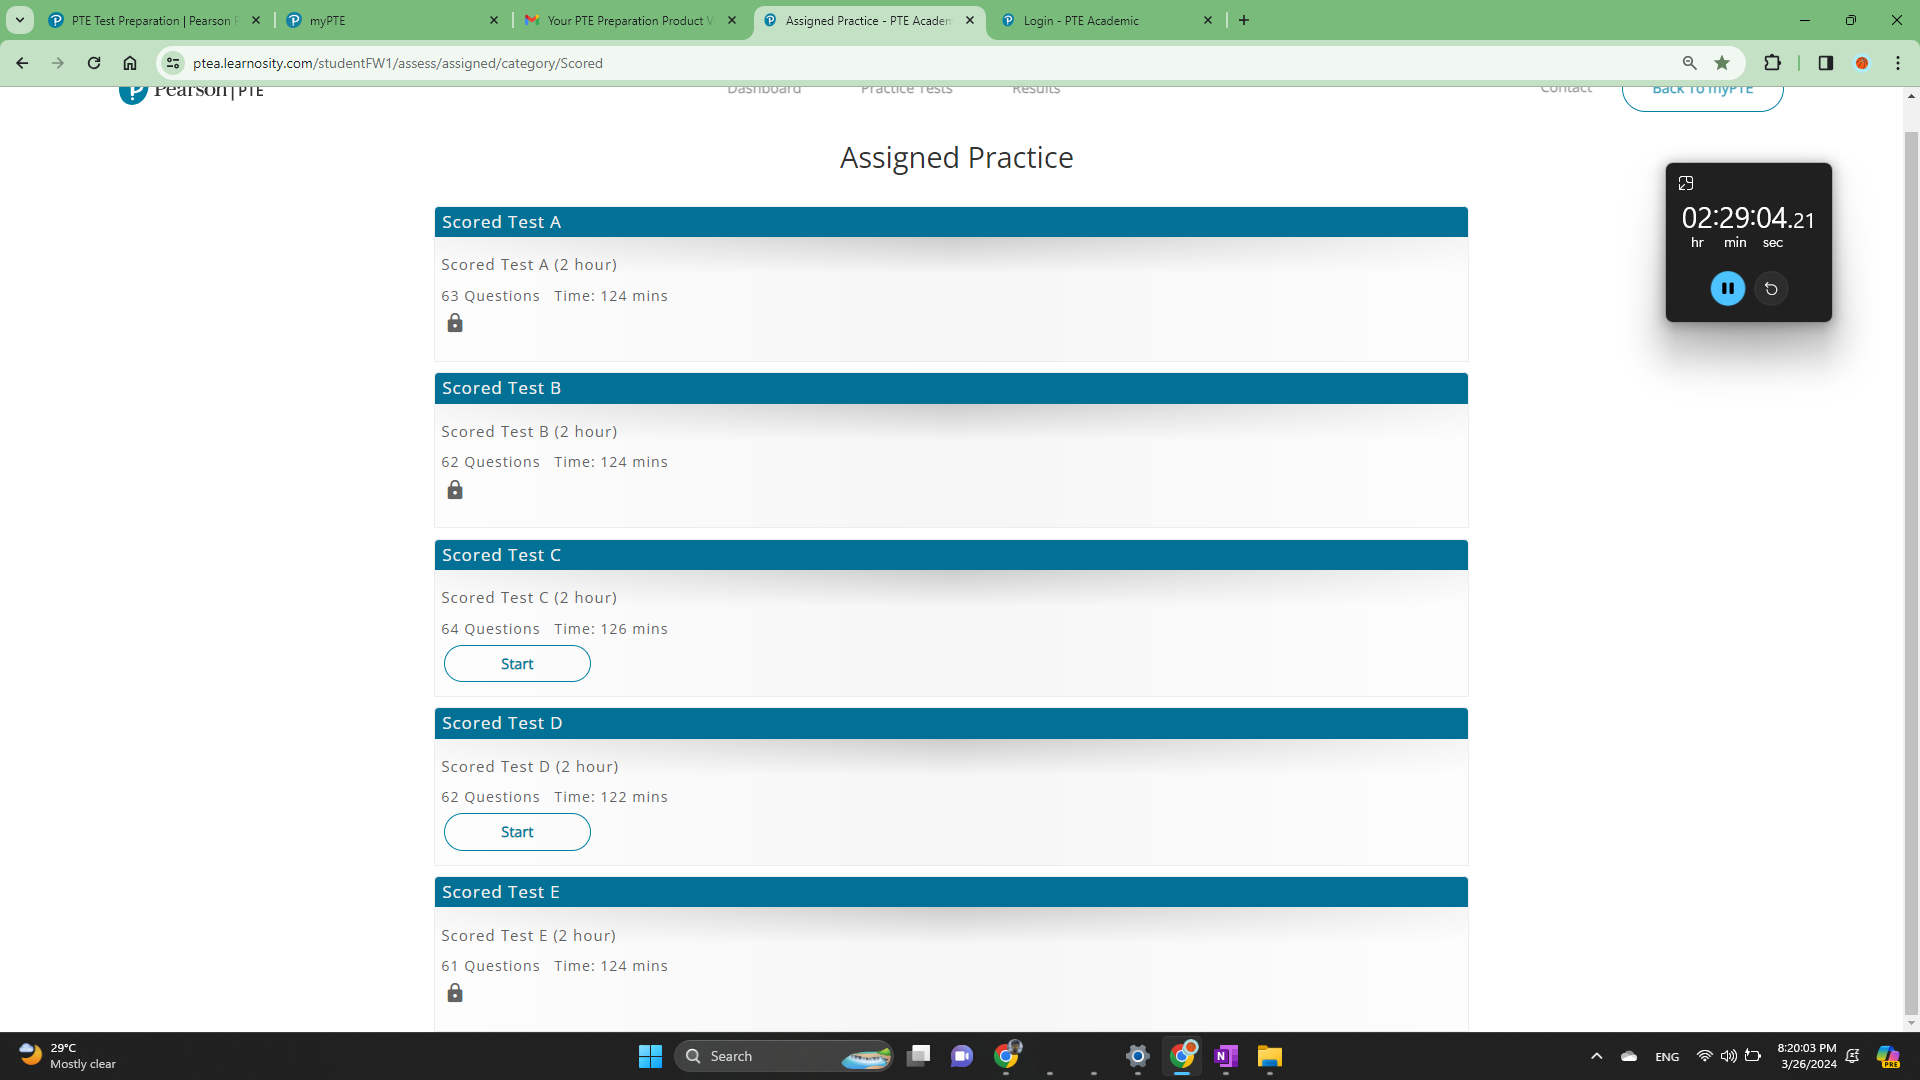 PTE Test Preparation | Pearson P
myPTE
Your PTE Preparation Product V
Assigned Practice - PTE Academ
Login - PTE Academic
ptea.learnosity.com/studentFW1/assess/assigned/category/Scored
Pearson | PTE
Dashboard
Practice Tests
Results
Contact
Back To myPTE
Assigned Practice
02:29:04.21
hr min sec
Scored Test A
Scored Test A (2 hour)
63 Questions Time: 124 mins
Scored Test B
Scored Test B (2 hour)
62 Questions Time: 124 mins
Scored Test C
Scored Test C (2 hour)
64 Questions Time: 126 mins
Start
Scored Test D
Scored Test D (2 hour)
62 Questions Time: 122 mins
Start
Scored Test E
Scored Test E (2 hour)
61 Questions Time: 124 mins
29°C
Mostly clear
Search
N
PRE
ENG
8:20:03 PM
3/26/2024